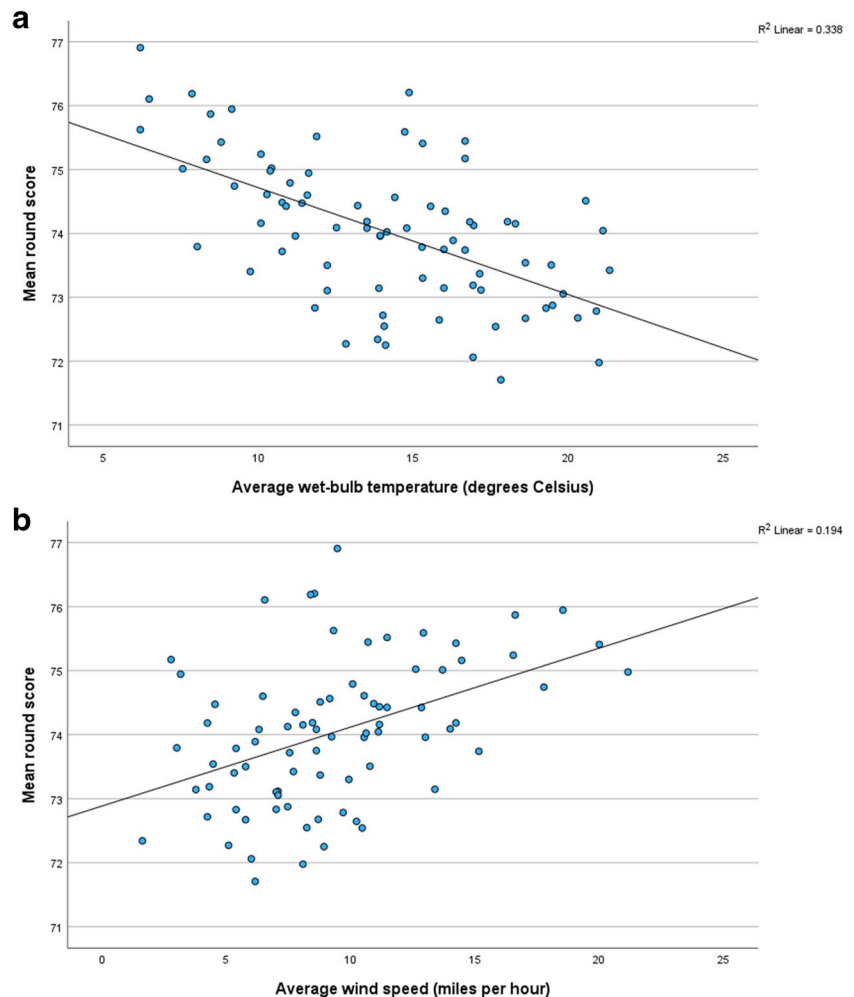 a
R² Linear = 0.338
77
76
75
74
73
72
71
Mean round score
5 10 15 20 25
Average wet-bulb temperature (degrees Celsius)
b
R² Linear = 0.194
77
76
75
74
73
72
71
Mean round score
0 5 10 15 20 25
Average wind speed (miles per hour)